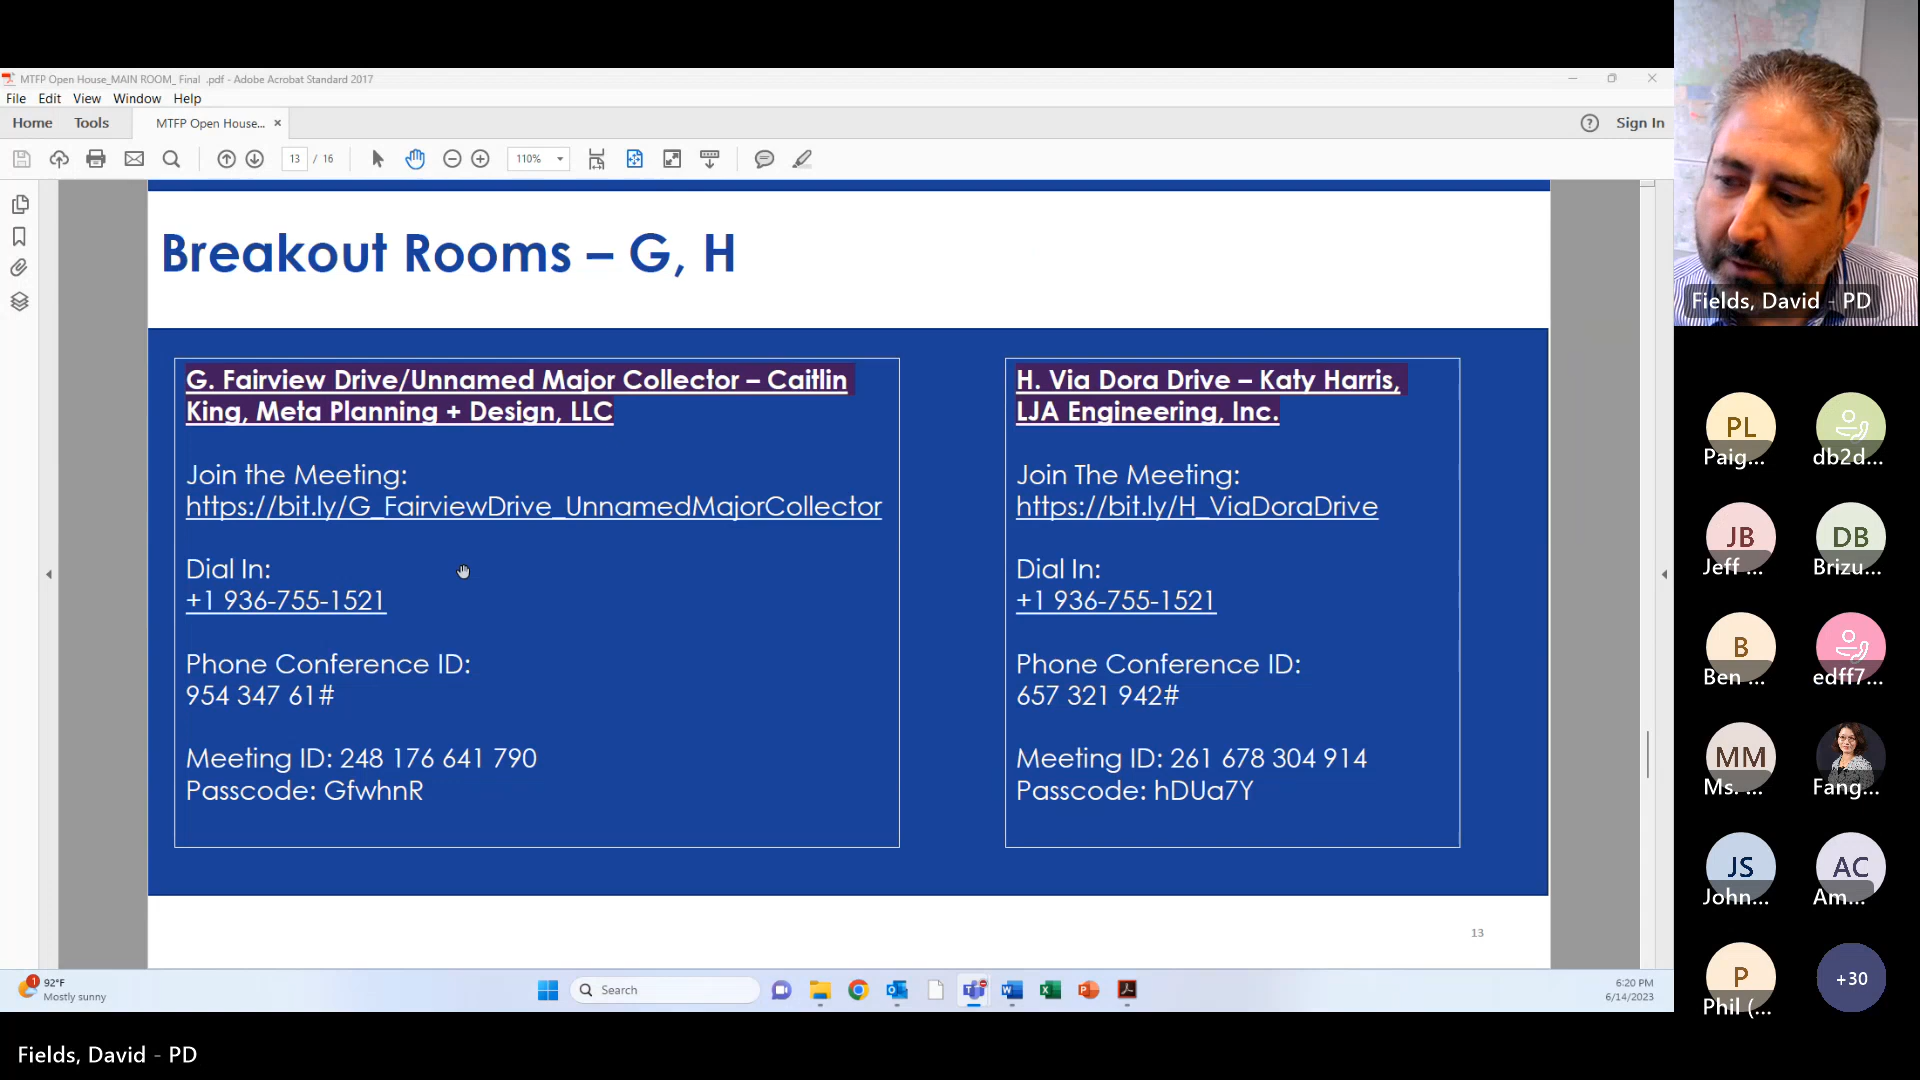 MTFP Open House_MAIN ROOM_ Final .pdf - Adobe Acrobat Standard 2017
File Edit View Window Help
Home Tools MTFP Open House... × Sign In
13 / 16 110%
Breakout Rooms – G, H
G. Fairview Drive/Unnamed Major Collector – Caitlin
King, Meta Planning + Design, LLC
Join the Meeting:
https://bit.ly/G_FairviewDrive_UnnamedMajorCollector
Dial In:
+1 936-755-1521
Phone Conference ID:
954 347 61#
Meeting ID: 248 176 641 790
Passcode: GfwhnR
H. Via Dora Drive – Katy Harris,
LJA Engineering, Inc.
Join The Meeting:
https://bit.ly/H_ViaDoraDrive
Dial In:
+1 936-755-1521
Phone Conference ID:
657 321 942#
Meeting ID: 261 678 304 914
Passcode: hDUa7Y
13
1
92°F
Mostly sunny
Search
6:20 PM
6/14/2023
Fields, David - PD
PL
Paig...
db2d...
JB
Jeff ...
DB
Brizu...
B
Ben ...
edff7...
MM
Ms. ...
Fang...
JS
John...
AC
Am...
P
Phil (...
+30
Fields, David - PD